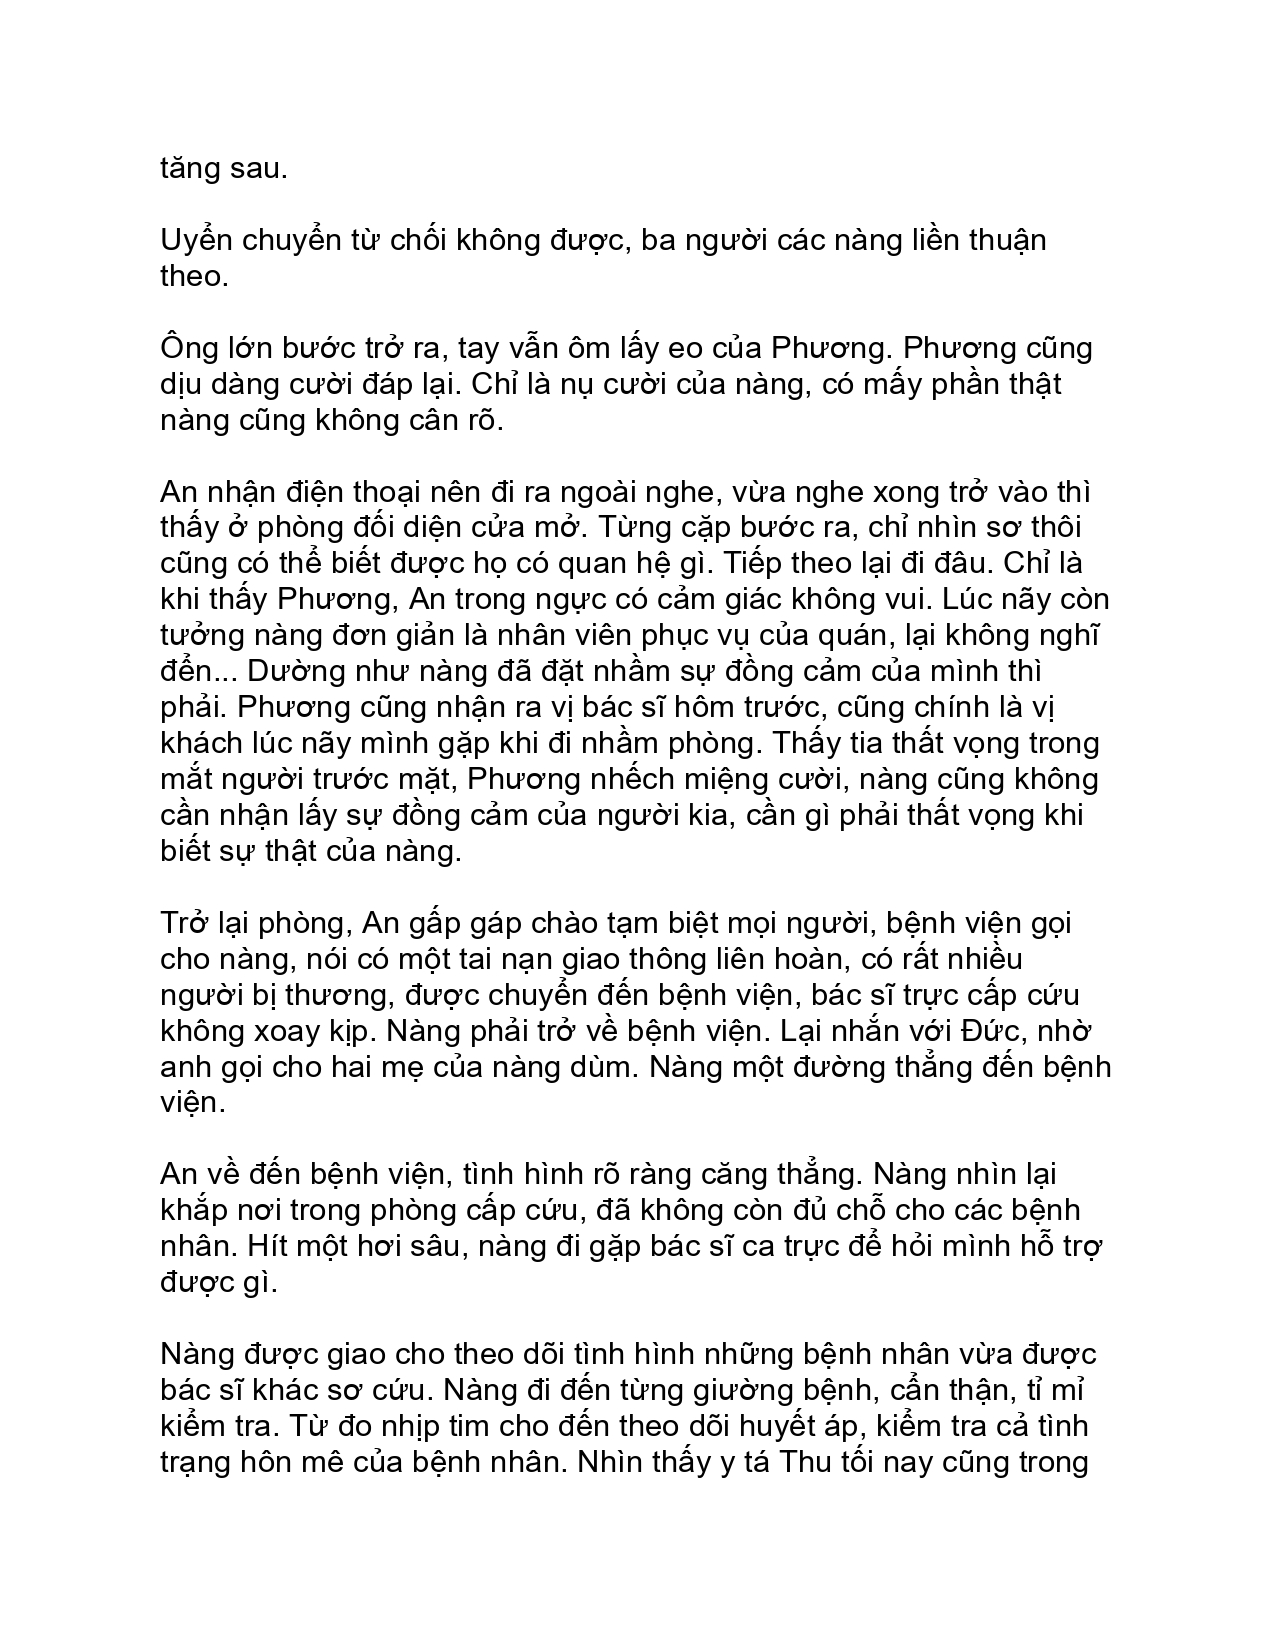 tăng sau.
Uyển chuyển từ chối không được, ba người các nàng liền thuận
theo.
Ông lớn bước trở ra, tay vẫn ôm lấy eo của Phương. Phương cũng
dịu dàng cười đáp lại. Chỉ là nụ cười của nàng, có mấy phần thật
nàng cũng không cân rõ.
An nhận điện thoại nên đi ra ngoài nghe, vừa nghe xong trở vào thì
thấy ở phòng đối diện cửa mở. Từng cặp bước ra, chỉ nhìn sơ thôi
cũng có thể biết được họ có quan hệ gì. Tiếp theo lại đi đâu. Chỉ là
khi thấy Phương, An trong ngực có cảm giác không vui. Lúc nãy còn
tưởng nàng đơn giản là nhân viên phục vụ của quán, lại không nghĩ
đển... Dường như nàng đã đặt nhầm sự đồng cảm của mình thì
phải. Phương cũng nhận ra vị bác sĩ hôm trước, cũng chính là vị
khách lúc nãy mình gặp khi đi nhầm phòng. Thấy tia thất vọng trong
mắt người trước mặt, Phương nhếch miệng cười, nàng cũng không
cần nhận lấy sự đồng cảm của người kia, cần gì phải thất vọng khi
biết sự thật của nàng.
Trở lại phòng, An gấp gáp chào tạm biệt mọi người, bệnh viện gọi
cho nàng, nói có một tai nạn giao thông liên hoàn, có rất nhiều
người bị thương, được chuyển đến bệnh viện, bác sĩ trực cấp cứu
không xoay kịp. Nàng phải trở về bệnh viện. Lại nhắn với Đức, nhờ
anh gọi cho hai mẹ của nàng dùm. Nàng một đường thẳng đến bệnh
viện.
An về đến bệnh viện, tình hình rõ ràng căng thẳng. Nàng nhìn lại
khắp nơi trong phòng cấp cứu, đã không còn đủ chỗ cho các bệnh
nhân. Hít một hơi sâu, nàng đi gặp bác sĩ ca trực để hỏi mình hỗ trợ
được gì.
Nàng được giao cho theo dõi tình hình những bệnh nhân vừa được
bác sĩ khác sơ cứu. Nàng đi đến từng giường bệnh, cẩn thận, tỉ mỉ
kiểm tra. Từ đo nhịp tim cho đến theo dõi huyết áp, kiểm tra cả tình
trạng hôn mê của bệnh nhân. Nhìn thấy y tá Thu tối nay cũng trong